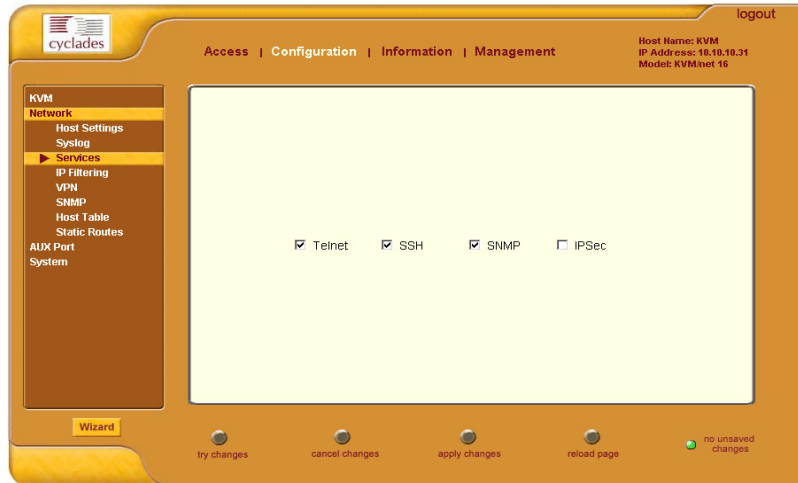 logout
cyclades
Access | Configuration | Information | Management
Host Name: KVM
IP Address: 10.10.10.31
Model: KVM/net 16
KVM
Network
Host Settings
Syslog
Services
IP Filtering
VPN
SNMP
Host Table
Static Routes
AUX Port
System
Telnet SSH SNMP IPSec
Wizard
try changes
cancel changes
apply changes
reload page
no unsaved
changes